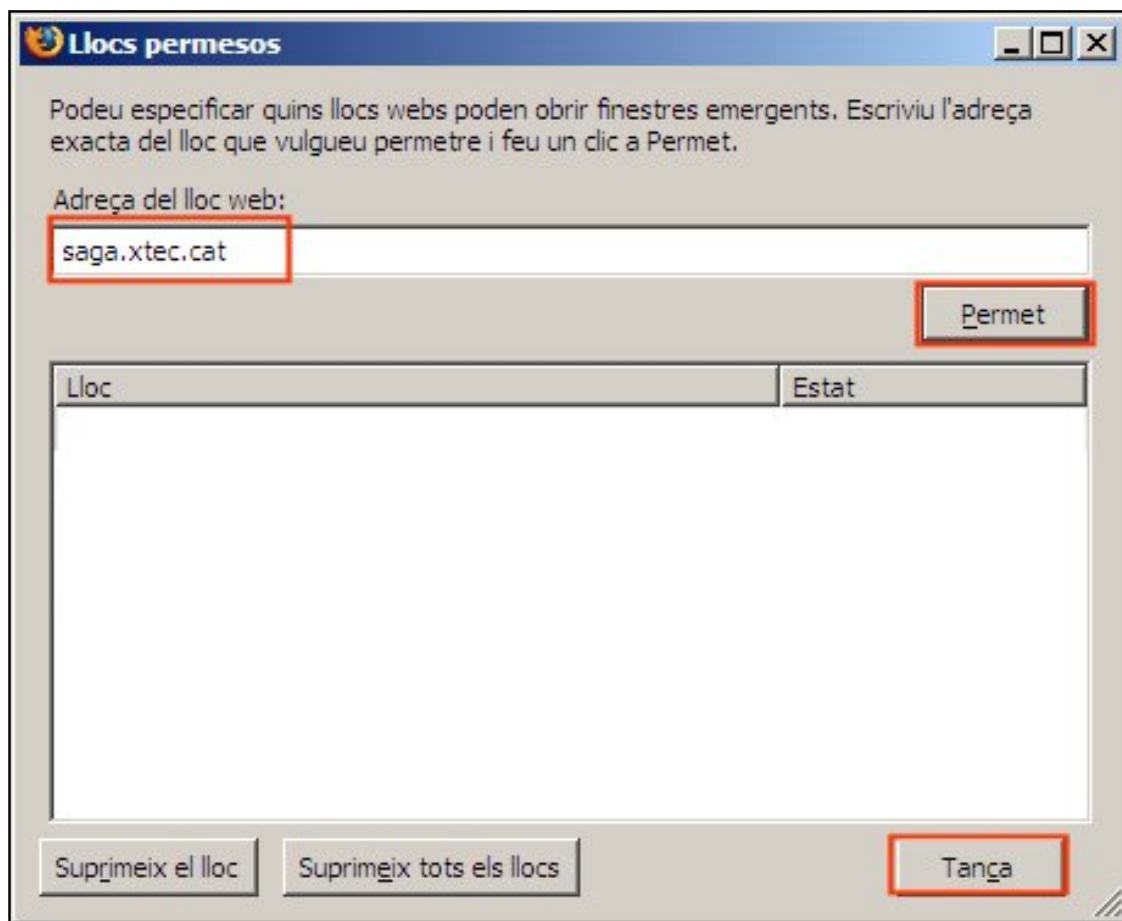 Llocs permesos
Podeu especificar quins llocs webs poden obrir finestres emergents. Escriviu l'adreça
exacta del lloc que vulgueu permetre i feu un clic a Permet.
Adreça del lloc web:
saga.xtec.cat
Permet
Lloc Estat
Suprimeix el lloc Suprimeix tots els llocs Tança